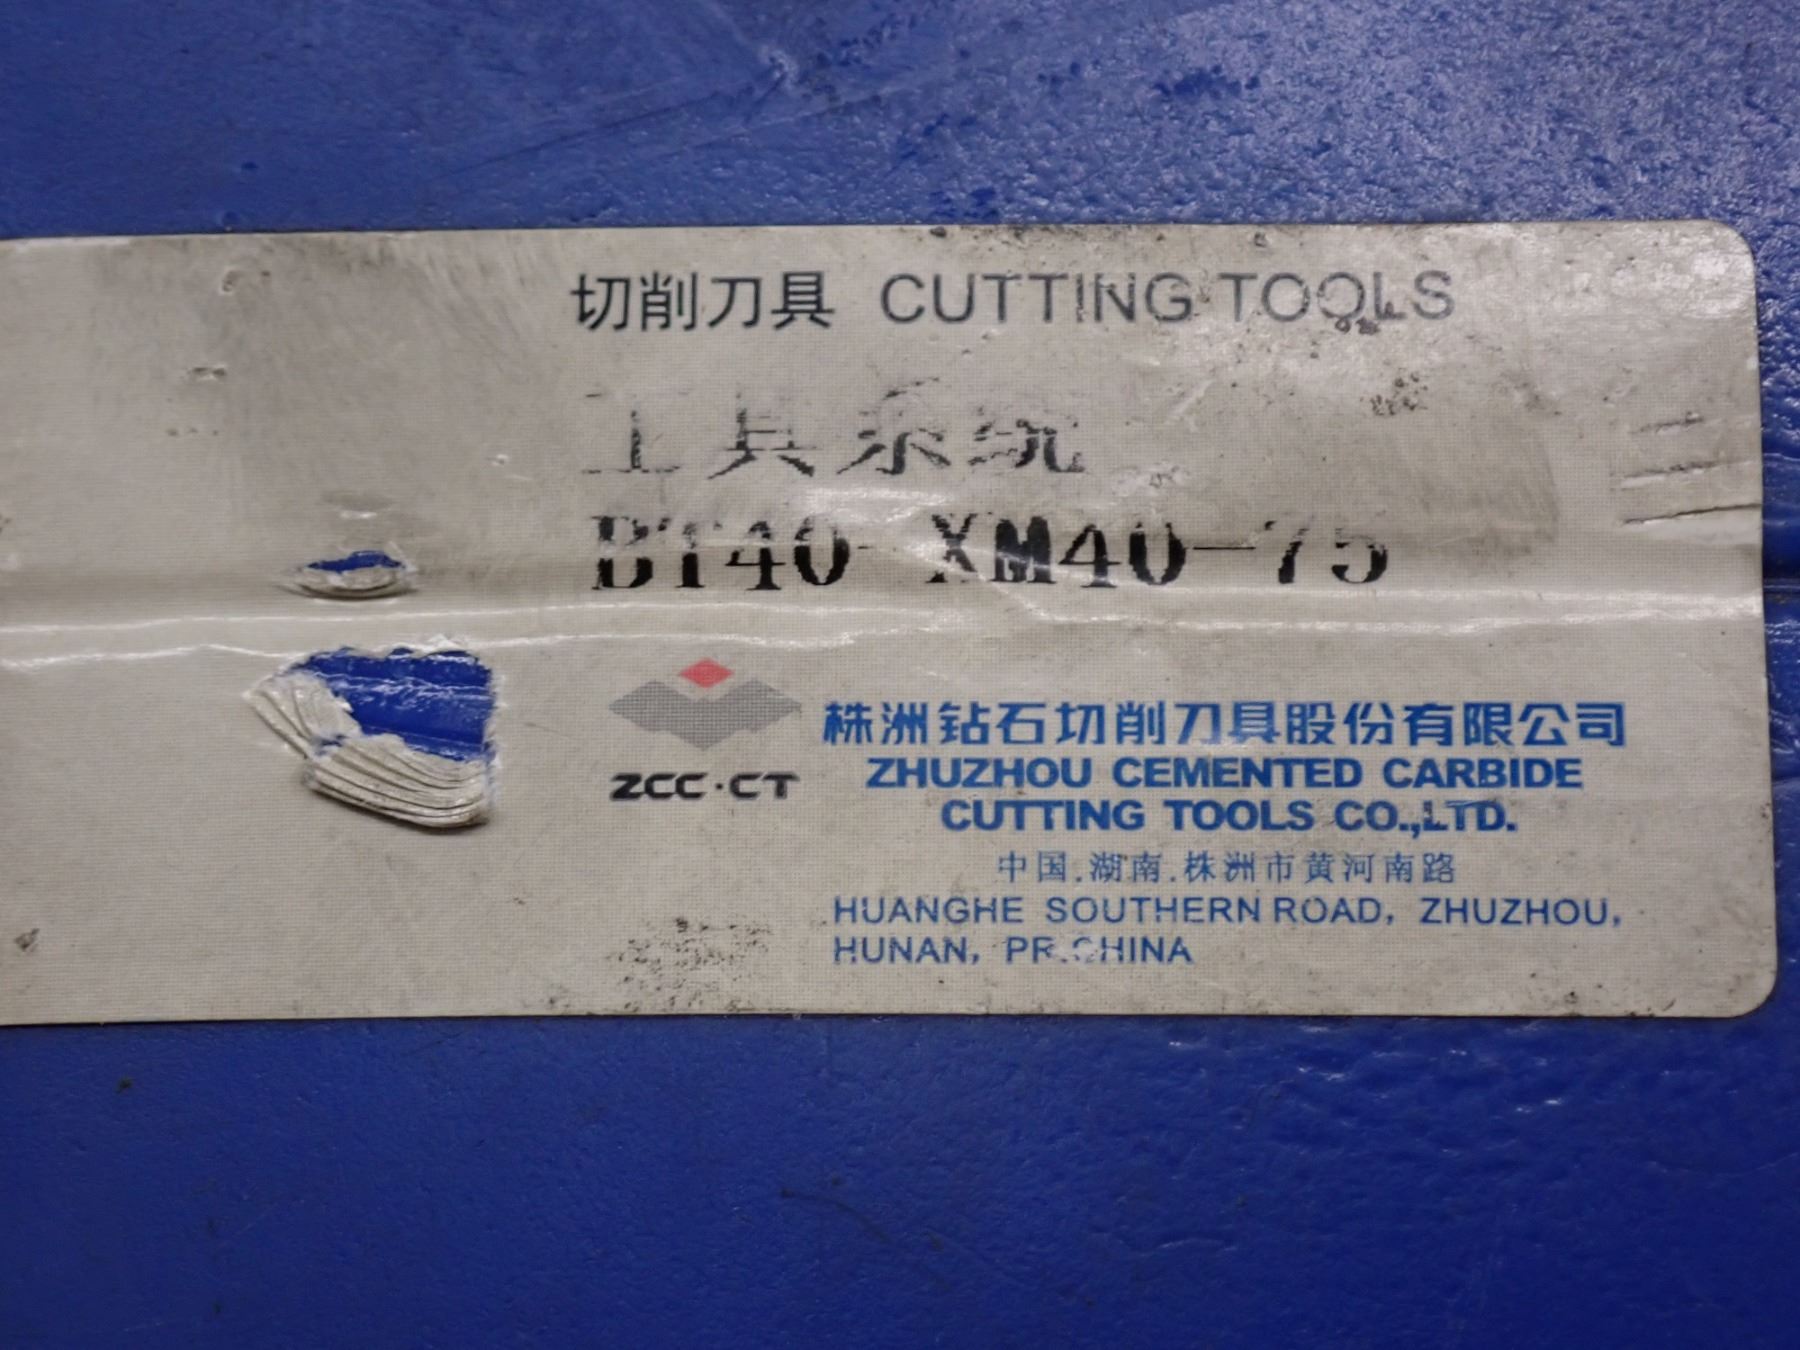 切削刀具 CUTTING TOOLS
工具系统
BT40-XM40-75
ZCC·CT
株洲钻石切削刀具股份有限公司
ZHUZHOU CEMENTED CARBIDE
CUTTING TOOLS CO.,LTD.
中国.湖南.株洲市黄河南路
HUANGHE SOUTHERN ROAD, ZHUZHOU,
HUNAN, PR.CHINA